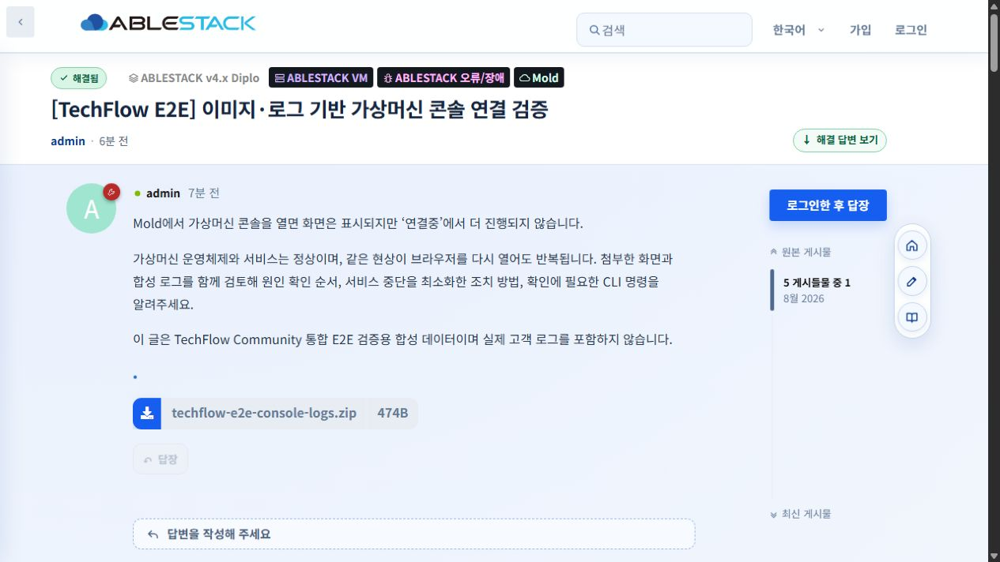 ABLESTACK
검색
한국어
가입
로그인
해결됨
ABLESTACK v4.x Diplo
ABLESTACK VM
ABLESTACK 오류/장애
Mold
[TechFlow E2E] 이미지·로그 기반 가상머신 콘솔 연결 검증
admin · 6분 전
해결 답변 보기
A
admin 7분 전
로그인한 후 답장
Mold에서 가상머신 콘솔을 열면 화면은 표시되지만 ‘연결중’에서 더 진행되지 않습니다.
가상머신 운영체제와 서비스는 정상이며, 같은 현상이 브라우저를 다시 열어도 반복됩니다. 첨부한 화면과
합성 로그를 함께 검토해 원인 확인 순서, 서비스 중단을 최소화한 조치 방법, 확인에 필요한 CLI 명령을
알려주세요.
이 글은 TechFlow Community 통합 E2E 검증용 합성 데이터이며 실제 고객 로그를 포함하지 않습니다.
techflow-e2e-console-logs.zip 474B
답장
답변을 작성해 주세요
원본 게시물
5 게시들물 중 1
8월 2026
최신 게시물